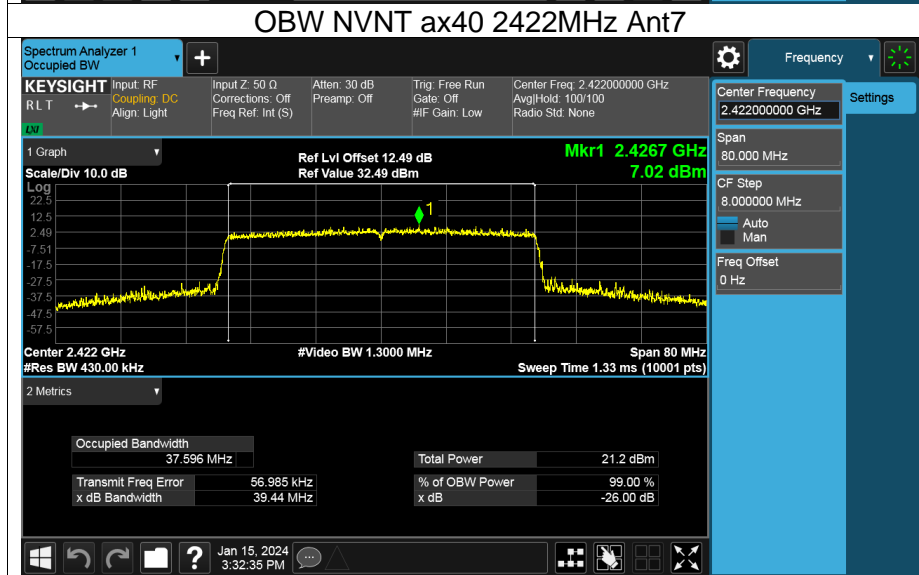 OBW NVNT ax40 2422MHz Ant7
Spectrum Analyzer 1
Occupied BW
+
Frequency
KEYSIGHT
RLT
LXI
Input: RF
Coupling: DC
Align: Light
Input Z: 50 Ω
Corrections: Off
Freq Ref: Int (S)
Atten: 30 dB
Preamp: Off
Trig: Free Run
Gate: Off
#IF Gain: Low
Center Freq: 2.422000000 GHz
Avg|Hold: 100/100
Radio Std: None
Center Frequency
2.422000000 GHz
Settings
Span
80.000 MHz
CF Step
8.000000 MHz
Auto
Man
Freq Offset
0 Hz
1 Graph
Scale/Div 10.0 dB
Ref Lvl Offset 12.49 dB
Ref Value 32.49 dBm
Mkr1 2.4267 GHz
7.02 dBm
Log
22.5
12.5
2.49
-7.51
-17.5
-27.5
-37.5
-47.5
-57.5
1
Center 2.422 GHz
#Res BW 430.00 kHz
#Video BW 1.3000 MHz
Span 80 MHz
Sweep Time 1.33 ms (10001 pts)
2 Metrics
Occupied Bandwidth
37.596 MHz
Transmit Freq Error 56.985 kHz
x dB Bandwidth 39.44 MHz
Total Power 21.2 dBm
% of OBW Power 99.00 %
x dB -26.00 dB
?
Jan 15, 2024
3:32:35 PM